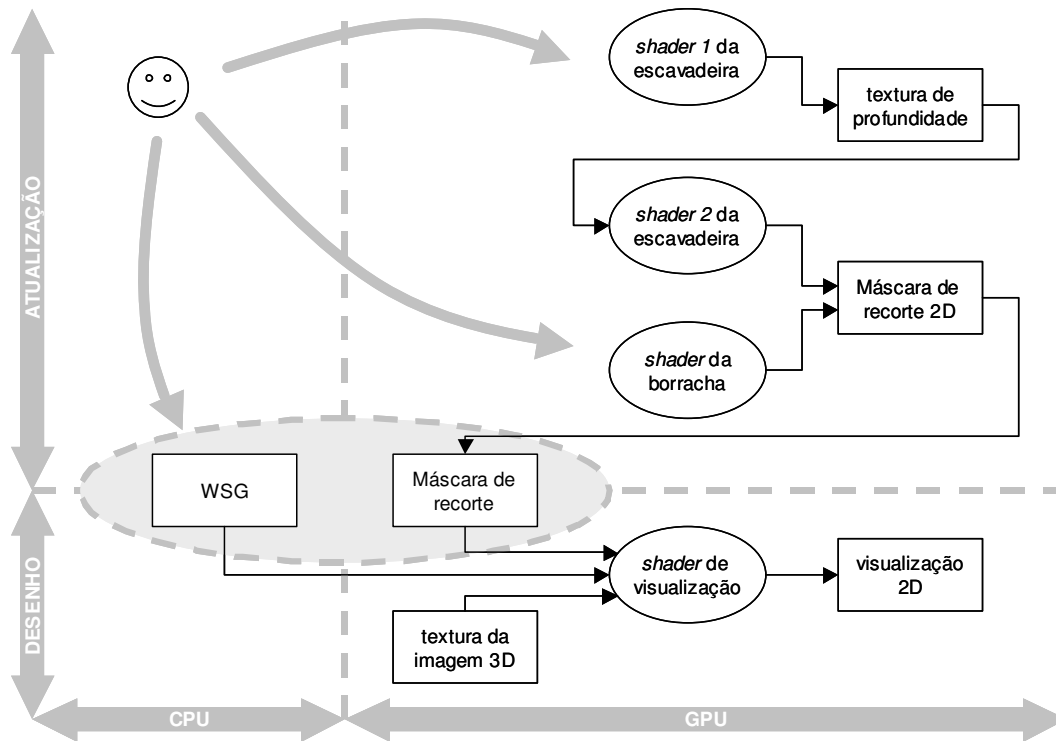 shader 1 da
escavadeira
textura de
profundidade
ATUALIZAÇÃO
shader 2 da
escavadeira
Máscara de
recorte 2D
shader da
borracha
WSG
Máscara de
recorte
DESENHO
shader de
visualização
visualização
2D
textura da
imagem 3D
CPU
GPU